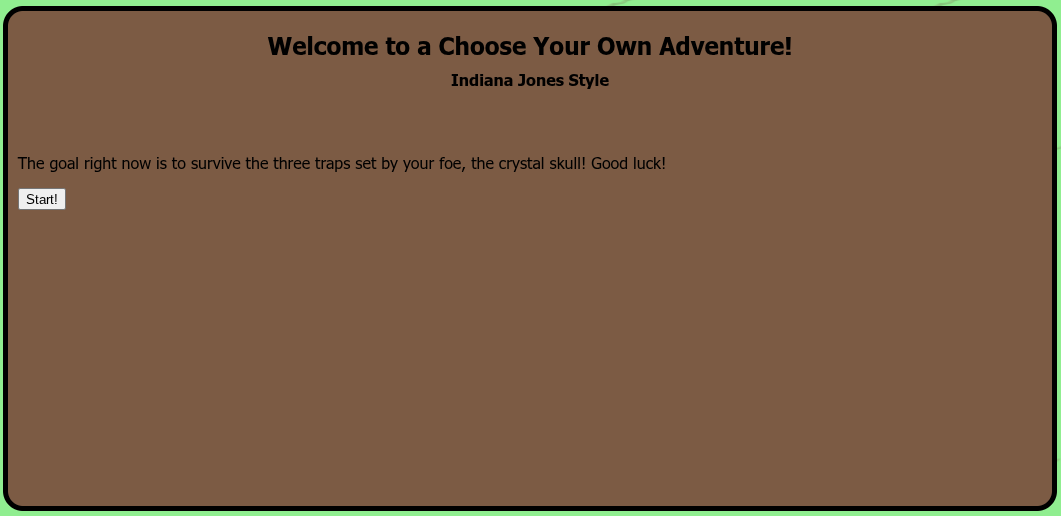 Welcome to a Choose Your Own Adventure!
Indiana Jones Style
The goal right now is to survive the three traps set by your foe, the crystal skull! Good luck!
Start!